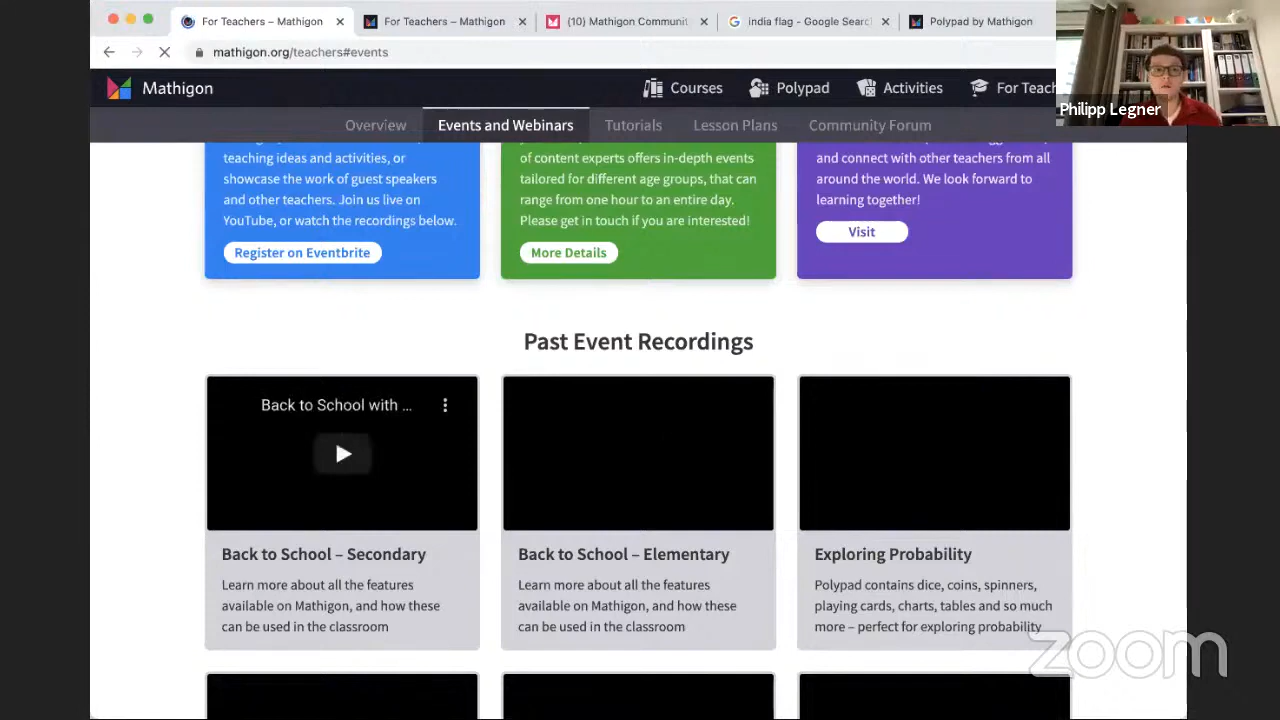 For Teachers – Mathigon
For Teachers – Mathigon
(10) Mathigon Communit
india flag - Google Searc
Polypad by Mathigon
mathigon.org/teachers#events
Mathigon
Courses
Polypad
Activities
For Teach
Philipp Legner
Overview
Events and Webinars
Tutorials
Lesson Plans
Community Forum
teaching ideas and activities, or
showcase the work of guest speakers
and other teachers. Join us live on
YouTube, or watch the recordings below.
Register on Eventbrite
of content experts offers in-depth events
tailored for different age groups, that can
range from one hour to an entire day.
Please get in touch if you are interested!
More Details
and connect with other teachers from all
around the world. We look forward to
learning together!
Visit
Past Event Recordings
Back to School with ...
Back to School – Secondary
Learn more about all the features
available on Mathigon, and how these
can be used in the classroom
Back to School – Elementary
Learn more about all the features
available on Mathigon, and how these
can be used in the classroom
Exploring Probability
Polypad contains dice, coins, spinners,
playing cards, charts, tables and so much
more – perfect for exploring probability
zoom